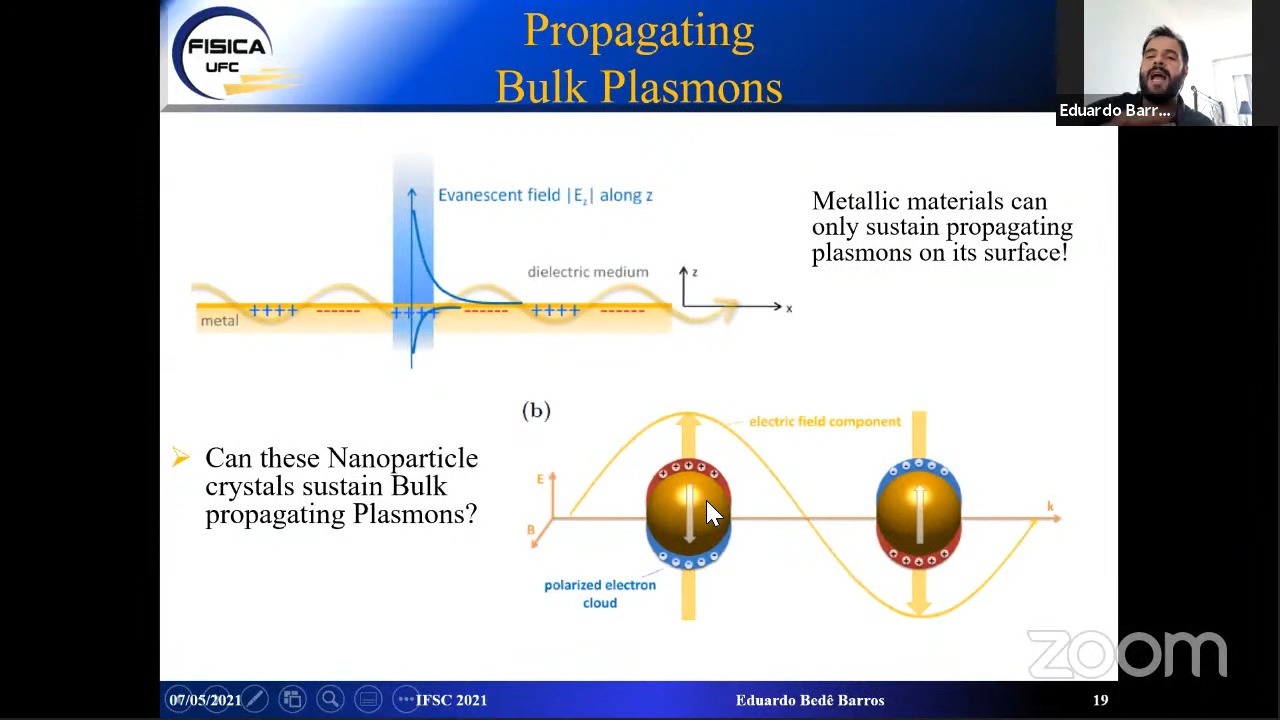 Propagating
Bulk Plasmons
FISICA
UFC
Eduardo Barr...
Evanescent field |E_z| along z
Metallic materials can
only sustain propagating
plasmons on its surface!
dielectric medium
z
x
metal
++++ ------ ++++ ------ ++++ ------
(b)
electric field component
Can these Nanoparticle
crystals sustain Bulk
propagating Plasmons?
E
B
k
polarized electron
cloud
zoom
07/05/2021
IFSC 2021
Eduardo Bedê Barros
19